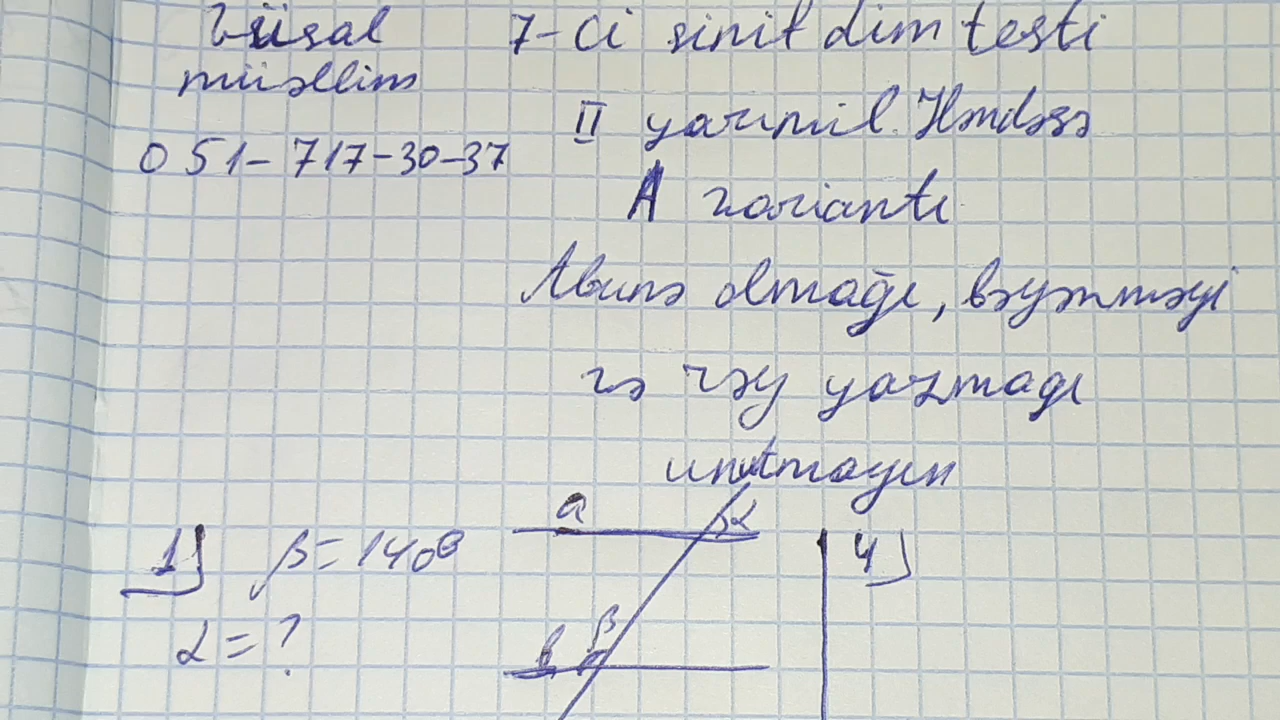 Vüsal
müəllim
051-717-30-37
7-ci sinif dim testi
II yarımil. Həndəsə
A variantı
Abunə olmağı, bəyənməyi
və rəy yazmağı
unutmayın
1) β=140°
α=?
a
α
β
b
4)